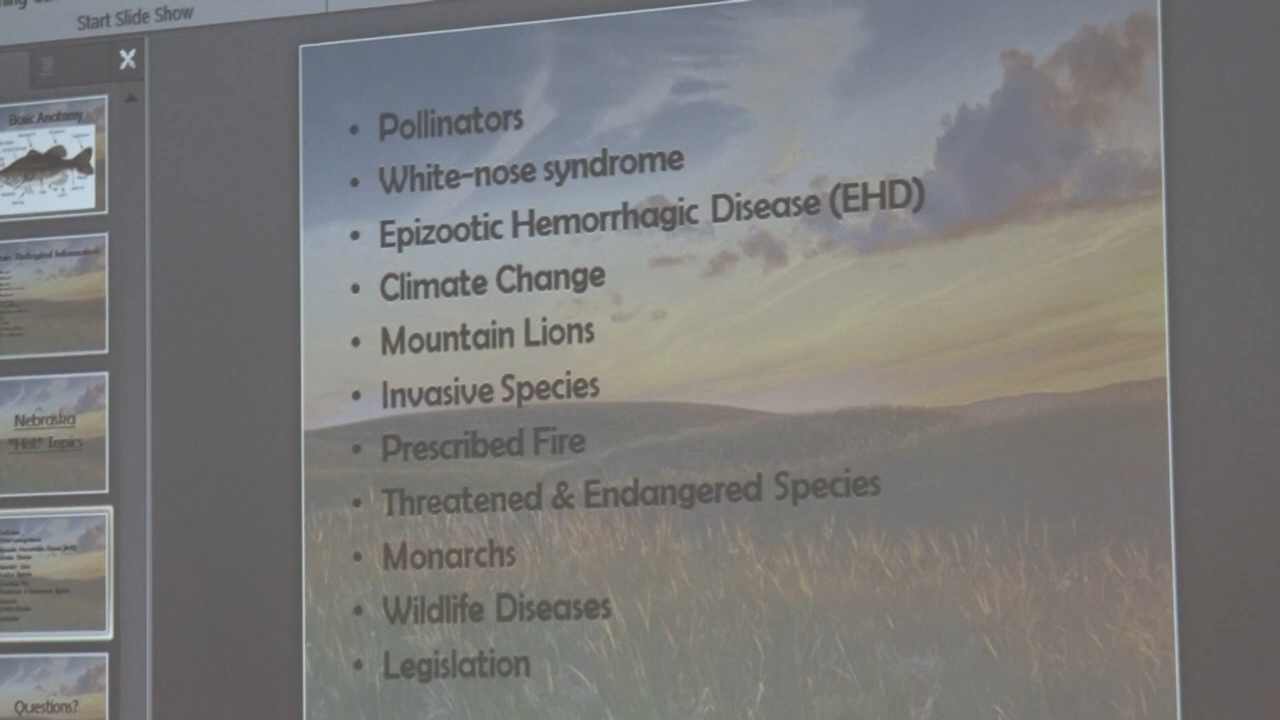 Start Slide Show
Basic Anatomy
Nebraska
"Hot" Topics
Questions?
• Pollinators
• White-nose syndrome
• Epizootic Hemorrhagic Disease (EHD)
• Climate Change
• Mountain Lions
• Invasive Species
• Prescribed Fire
• Threatened & Endangered Species
• Monarchs
• Wildlife Diseases
• Legislation